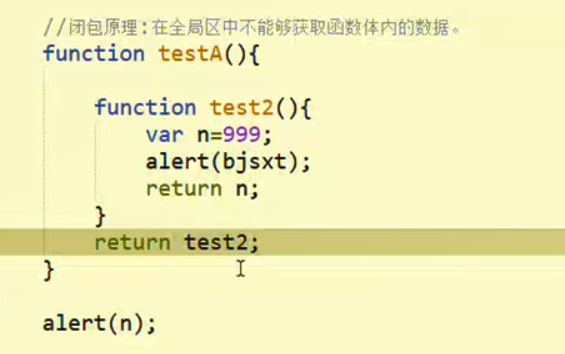 //闭包原理:在全局区中不能够获取函数体内的数据。
function testA(){
function test2(){
var n=999;
alert(bjsxt);
return n;
}
return test2;
}
alert(n);